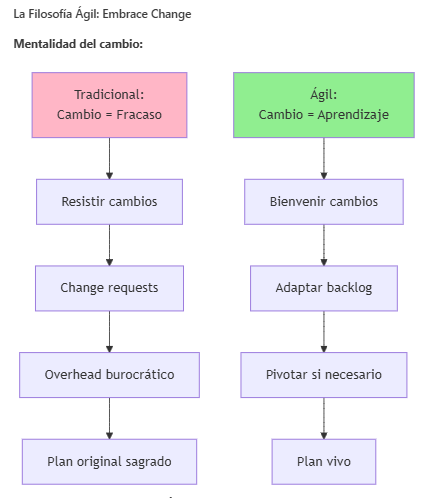 La Filosofía Ágil: Embrace Change
Mentalidad del cambio:
Tradicional:
Cambio = Fracaso
Resistir cambios
Change requests
Overhead burocrático
Plan original sagrado
Ágil:
Cambio = Aprendizaje
Bienvenir cambios
Adaptar backlog
Pivotar si necesario
Plan vivo